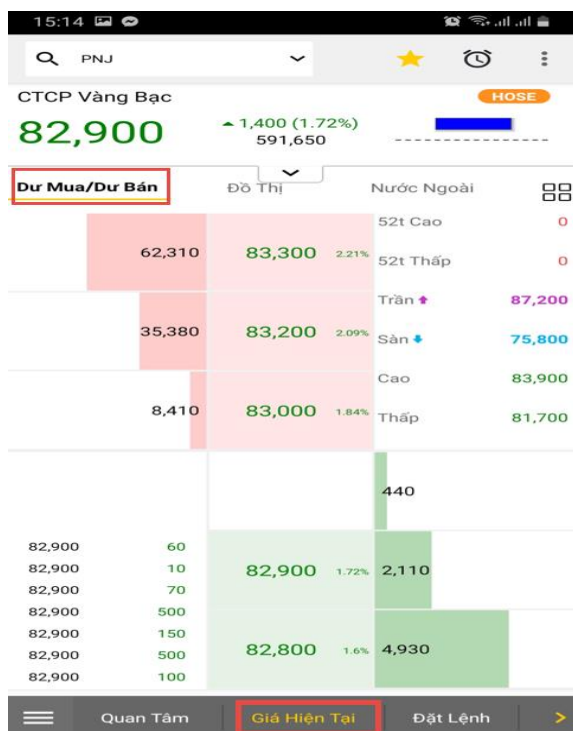 15:14
PNJ
CTCP Vàng Bạc
HOSE
82,900
1,400 (1.72%)
591,650
Dư Mua/Dư Bán
Đồ Thị
Nước Ngoài
52t Cao 0
62,310 83,300 2.21%
52t Thấp 0
Trần 87,200
35,380 83,200 2.09%
Sàn 75,800
Cao 83,900
8,410 83,000 1.84%
Thấp 81,700
440
82,900 60
82,900 10
82,900 1.72% 2,110
82,900 70
82,900 500
82,900 150
82,800 1.6% 4,930
82,900 500
82,900 100
Quan Tâm
Giá Hiện Tại
Đặt Lệnh
>